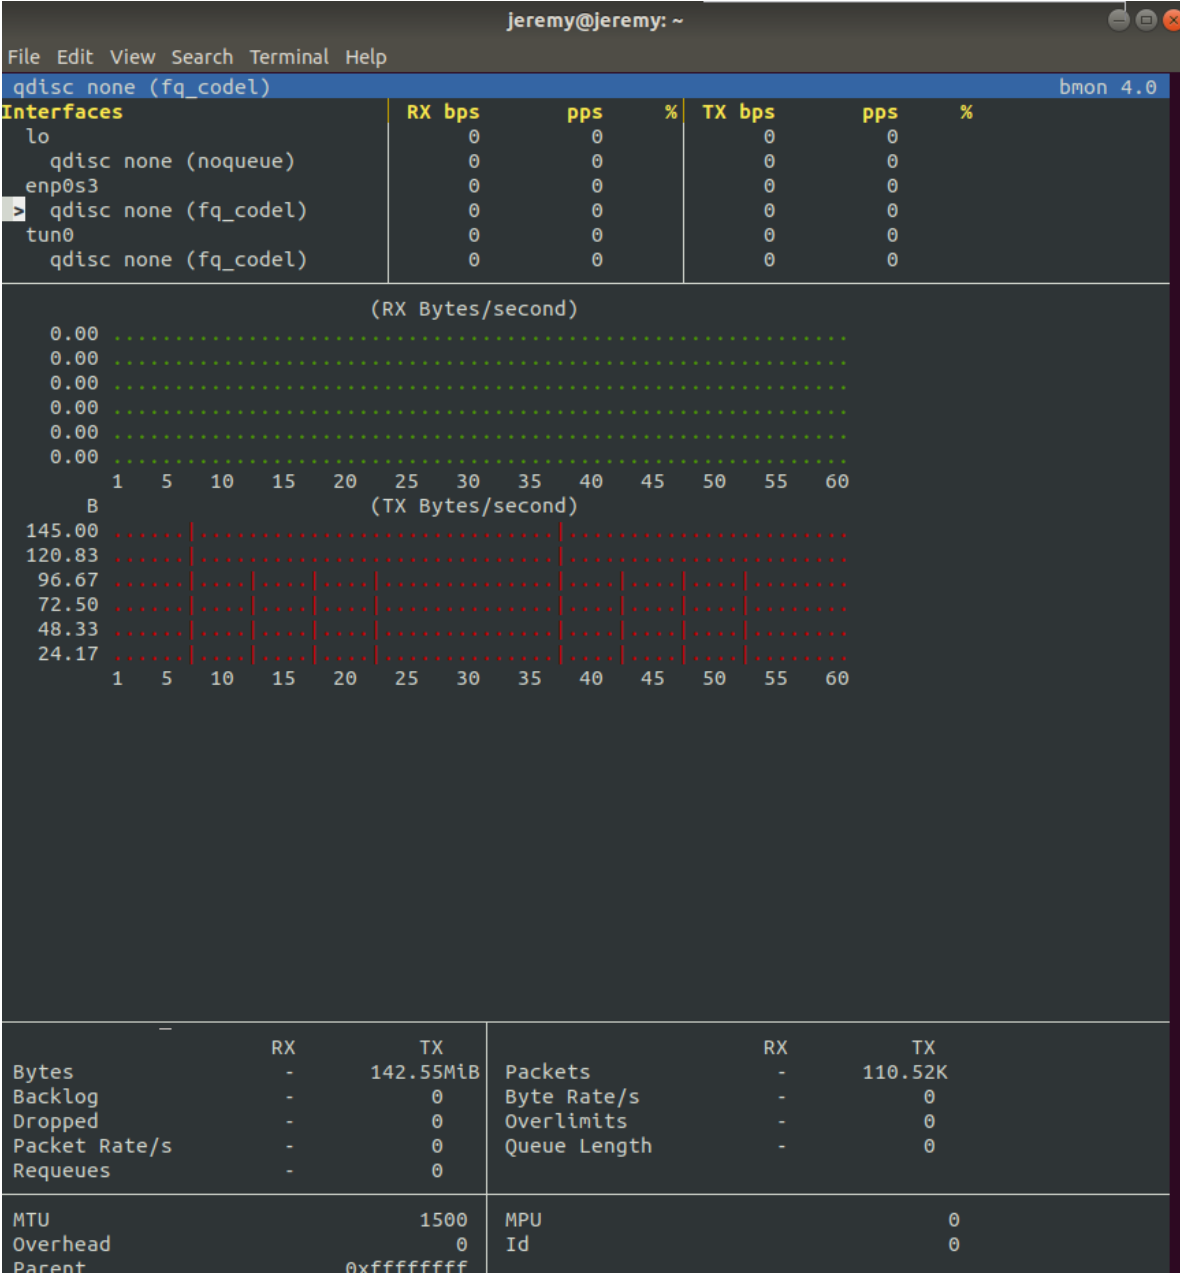 jeremy@jeremy: ~
File Edit View Search Terminal Help
qdisc none (fq_codel) bmon 4.0
Interfaces RX bps pps % TX bps pps %
lo 0 0 0 0
qdisc none (noqueue) 0 0 0 0
enp0s3 0 0 0 0
> qdisc none (fq_codel) 0 0 0 0
tun0 0 0 0 0
qdisc none (fq_codel) 0 0 0 0
(RX Bytes/second)
0.00
0.00
0.00
0.00
0.00
0.00
1 5 10 15 20 25 30 35 40 45 50 55 60
B (TX Bytes/second)
145.00
120.83
96.67
72.50
48.33
24.17
1 5 10 15 20 25 30 35 40 45 50 55 60
RX TX RX TX
Bytes - 142.55MiB Packets - 110.52K
Backlog - 0 Byte Rate/s - 0
Dropped - 0 Overlimits - 0
Packet Rate/s - 0 Queue Length - 0
Requeues - 0
MTU 1500 MPU 0
Overhead 0 Id 0
Parent 0xffffffff